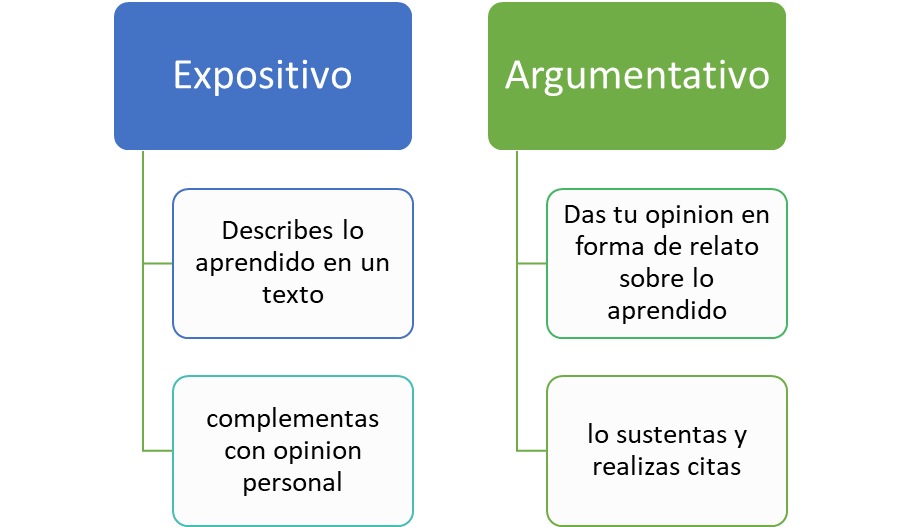 Expositivo
Describes lo
aprendido en un
texto
complementas
con opinion
personal
Argumentativo
Das tu opinion en
forma de relato
sobre lo
aprendido
lo sustentas y
realizas citas